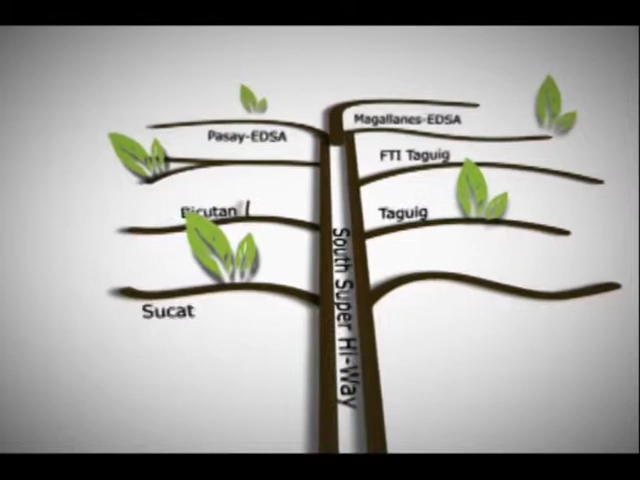 Magallanes-EDSA
Pasay-EDSA
FTI Taguig
Bicutan
Taguig
South Super Hi-Way
Sucat